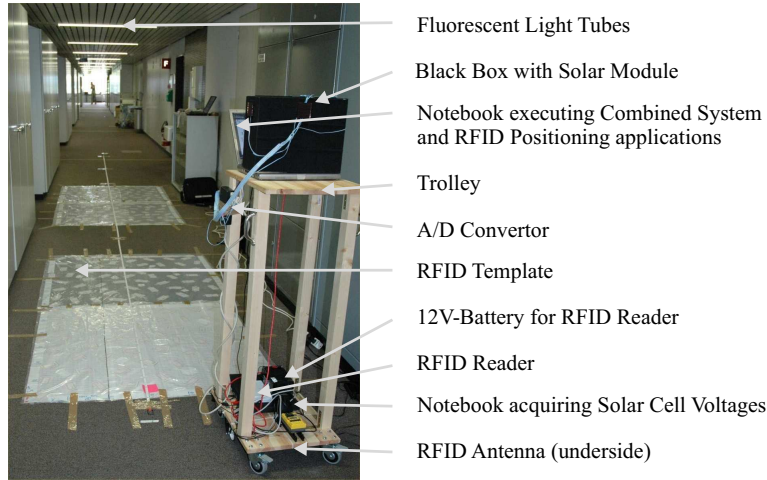 Fluorescent Light Tubes
Black Box with Solar Module
Notebook executing Combined System
and RFID Positioning applications
Trolley
A/D Convertor
RFID Template
12V-Battery for RFID Reader
RFID Reader
Notebook acquiring Solar Cell Voltages
RFID Antenna (underside)